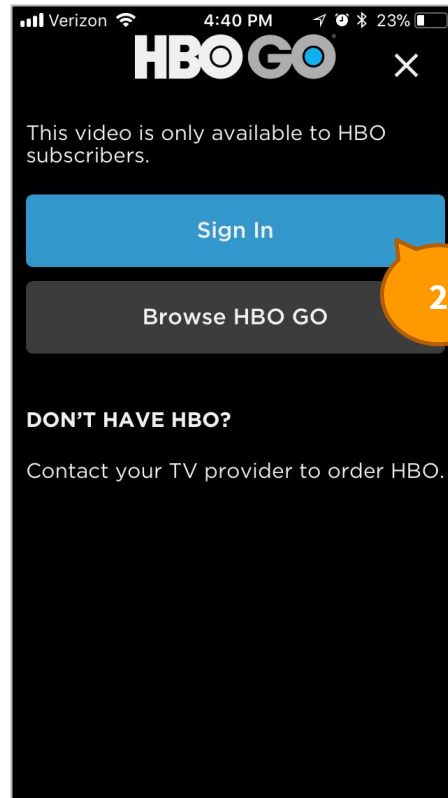 Verizon 4:40 PM 23%
HBO GO
This video is only available to HBO
subscribers.
Sign In
2
Browse HBO GO
DON’T HAVE HBO?
Contact your TV provider to order HBO.